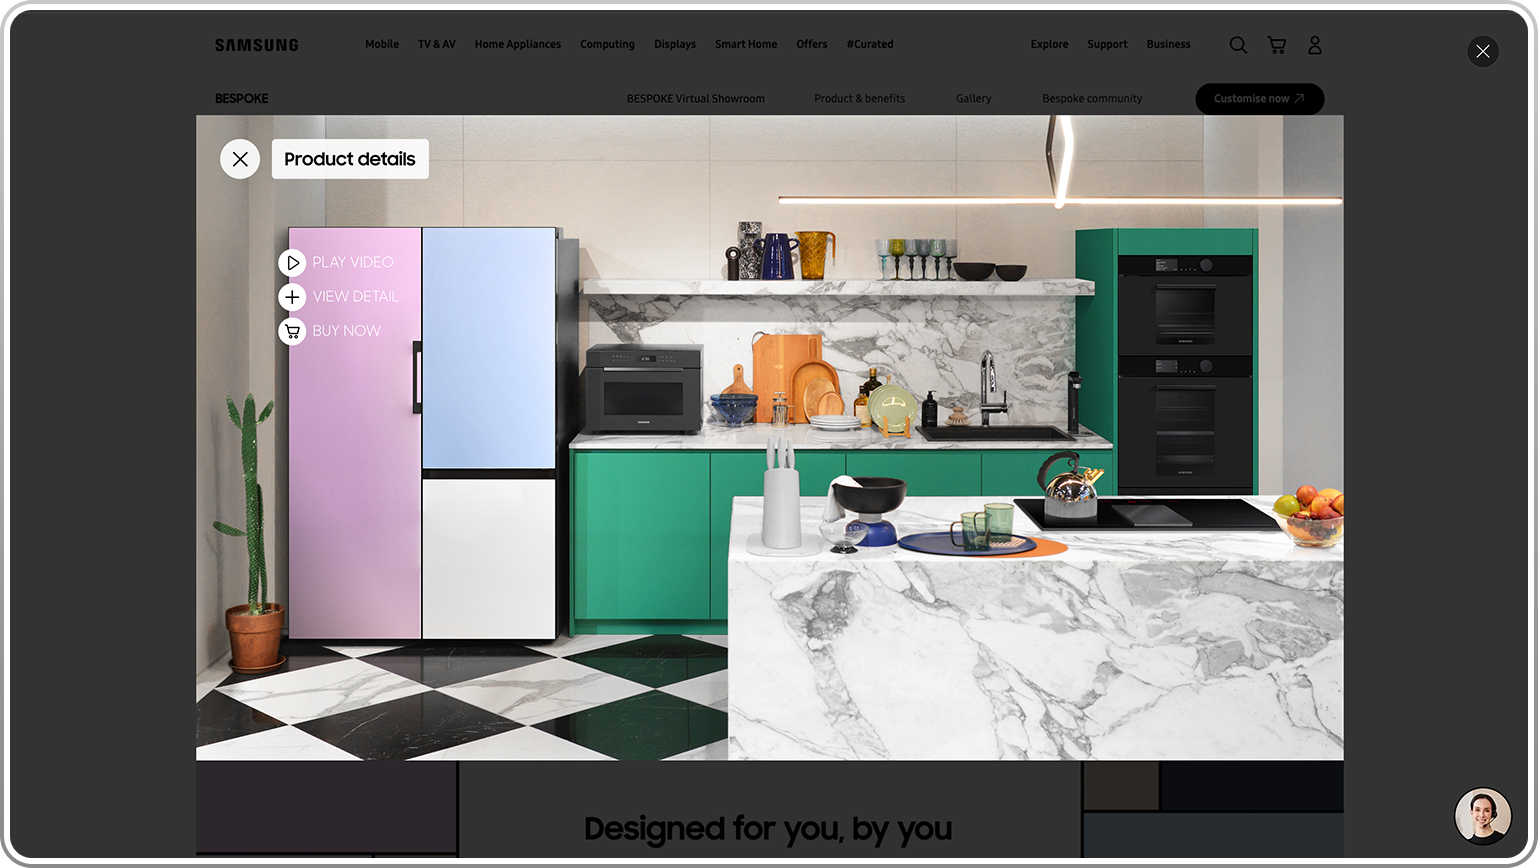 SAMSUNG
Mobile TV & AV Home Appliances Computing Displays Smart Home Offers #Curated Explore Support Business
BESPOKE
BESPOKE Virtual Showroom Product & benefits Gallery Bespoke community Customise now
Product details
PLAY VIDEO
VIEW DETAIL
BUY NOW
Designed for you, by you